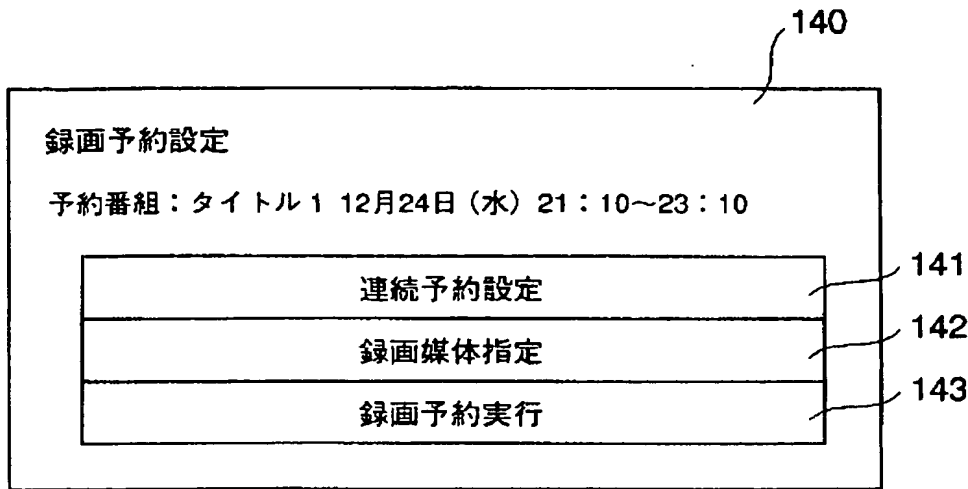 140
録画予約設定
予約番組：タイトル1 12月24日（水）21：10～23：10
連続予約設定 141
録画媒体指定 142
録画予約実行 143